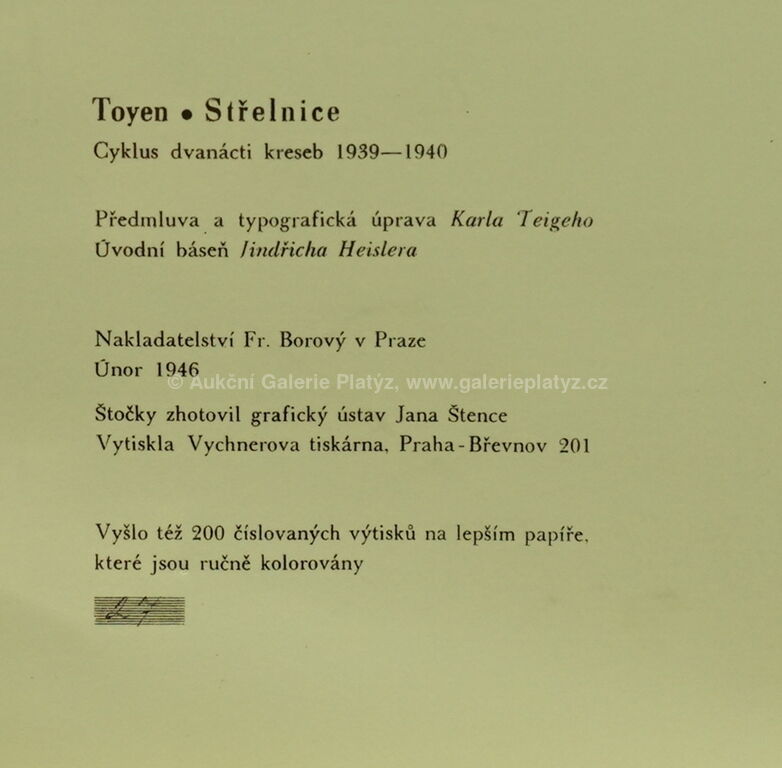 Toyen • Střelnice
Cyklus dvanácti kreseb 1939—1940
Předmluva a typografická úprava Karla Teigeho
Úvodní báseň Jindřicha Heislera
Nakladatelství Fr. Borový v Praze
Únor 1946
© Aukční Galerie Platýz, www.galerieplatyz.cz
Štočky zhotovil grafický ústav Jana Štence
Vytiskla Vychnerova tiskárna, Praha-Břevnov 201
Vyšlo též 200 číslovaných výtisků na lepším papíře,
které jsou ručně kolorovány
27